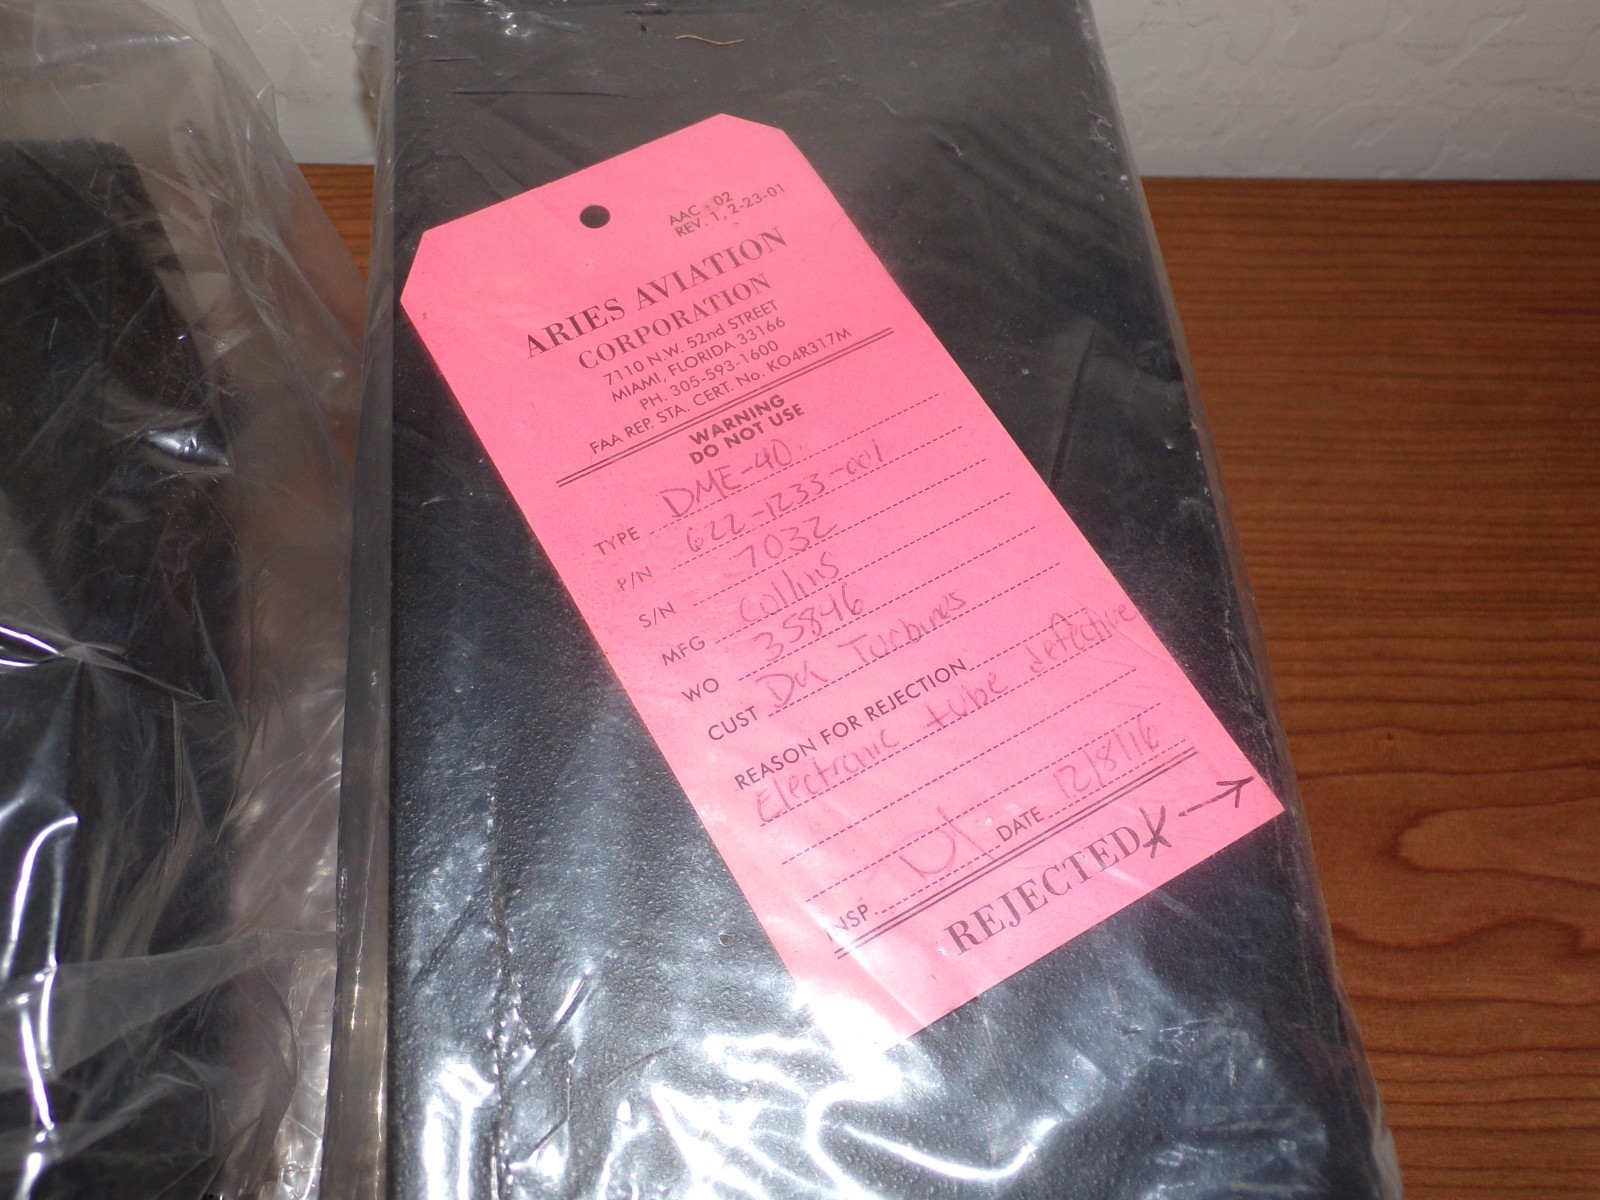 AAC - 02
REV. 1, 2-23-01
ARIES AVIATION
CORPORATION
7110 N.W. 52nd STREET
MIAMI, FLORIDA 33166
PH. 305-593-1600
FAA REP. STA. CERT. No. KO4R317M
WARNING
DO NOT USE
TYPE DME-40
P/N 622-1233-001
S/N 7032
MFG Collins
WO 35846
CUST Turbines
REASON FOR REJECTION
Electronic tube defective
INSP. DATE 12/8/16
REJECTED